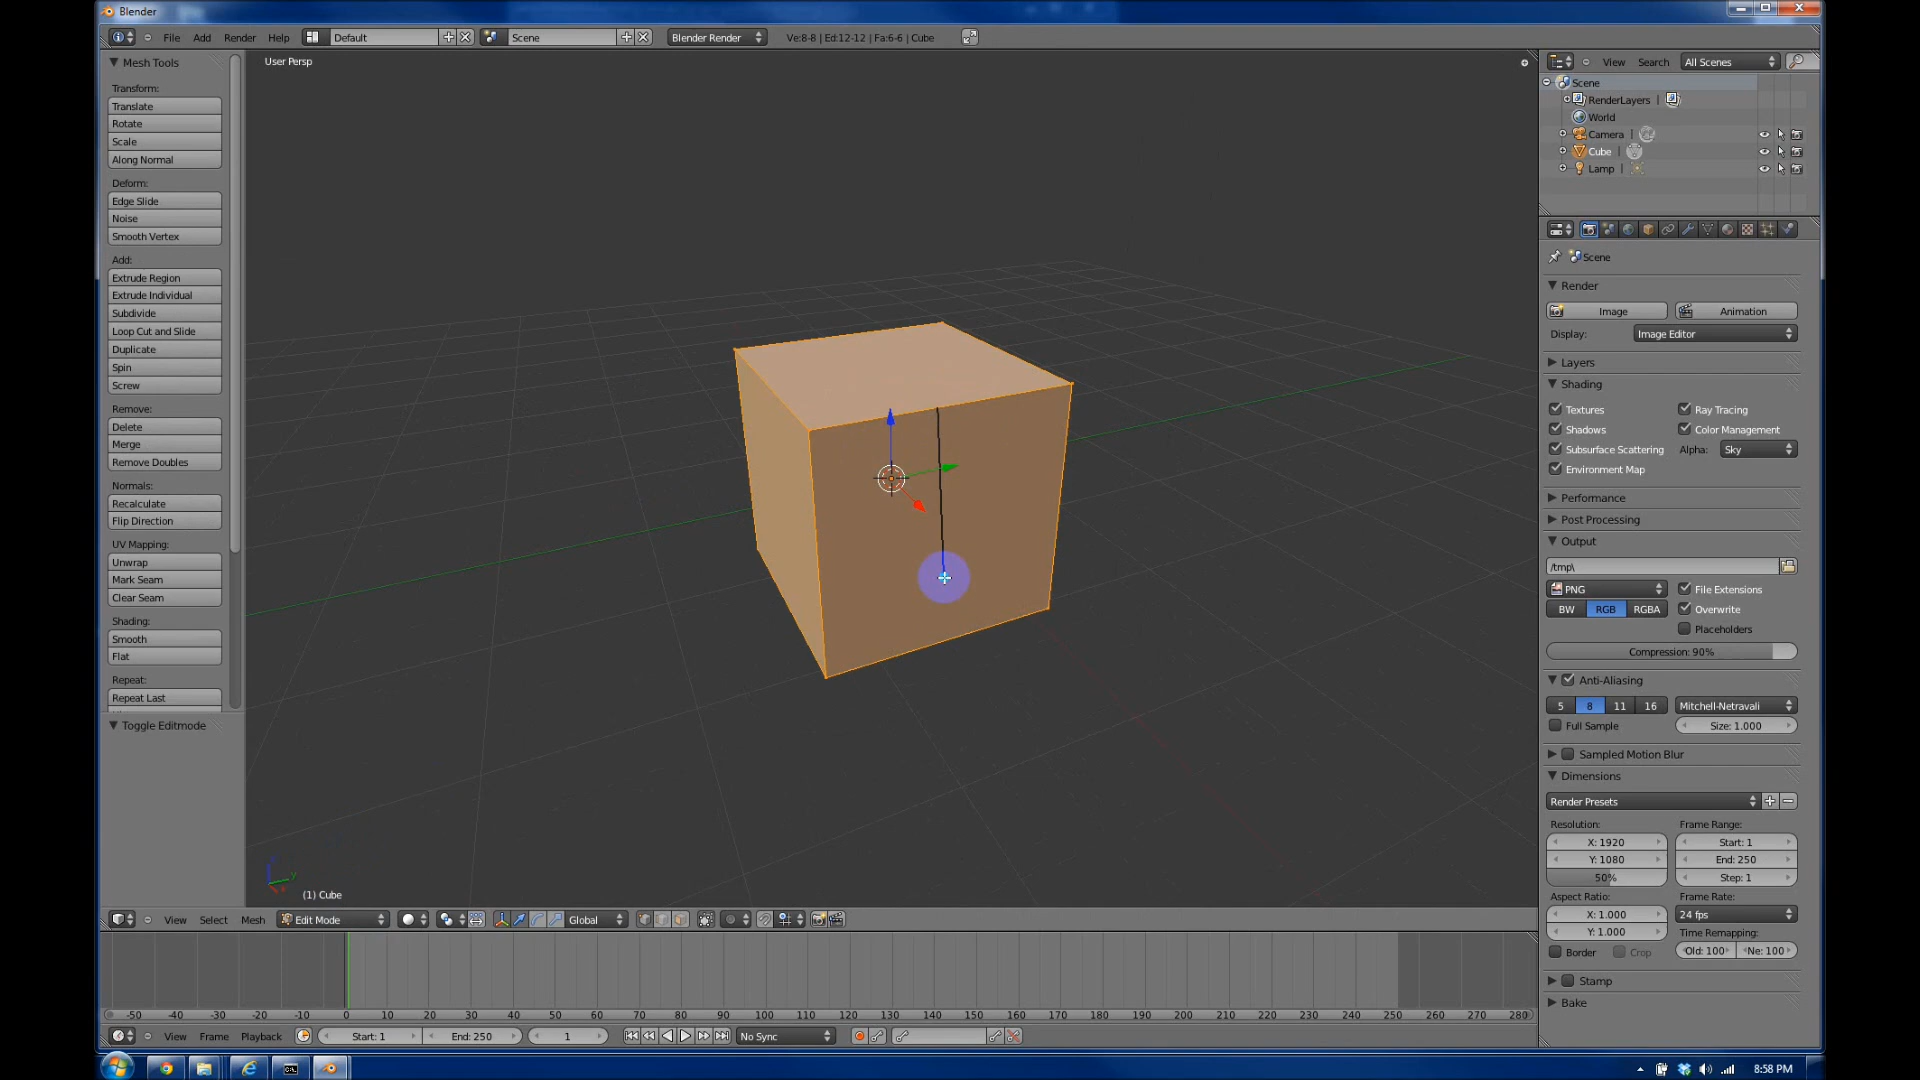 Blender
File Add Render Help Default Scene Blender Render Ve:8-8 | Ed:12-12 | Fa:6-6 | Cube
Mesh Tools
Transform:
Translate
Rotate
Scale
Along Normal
Deform:
Edge Slide
Noise
Smooth Vertex
Add:
Extrude Region
Extrude Individual
Subdivide
Loop Cut and Slide
Duplicate
Spin
Screw
Remove:
Delete
Merge
Remove Doubles
Normals:
Recalculate
Flip Direction
UV Mapping:
Unwrap
Mark Seam
Clear Seam
Shading:
Smooth
Flat
Repeat:
Repeat Last
Toggle Editmode
User Persp
(1) Cube
View Select Mesh Edit Mode Global
-50 -40 -30 -20 -10 0 10 20 30 40 50 60 70 80 90 100 110 120 130 140 150 160 170 180 190 200 210 220 230 240 250 260 270 280
View Frame Playback Start: 1 End: 250 1 No Sync
View Search All Scenes
Scene
RenderLayers |
World
Camera |
Cube |
Lamp |
Scene
Render
Image Animation
Display: Image Editor
Layers
Shading
Textures Ray Tracing
Shadows Color Management
Subsurface Scattering Alpha: Sky
Environment Map
Performance
Post Processing
Output
/tmp\
PNG File Extensions
BW RGB RGBA Overwrite
Placeholders
Compression: 90%
Anti-Aliasing
5 8 11 16 Mitchell-Netravali
Full Sample Size: 1.000
Sampled Motion Blur
Dimensions
Render Presets
Resolution: Frame Range:
X: 1920 Start: 1
Y: 1080 End: 250
50% Step: 1
Aspect Ratio: Frame Rate:
X: 1.000 24 fps
Y: 1.000 Time Remapping:
Border Crop Old: 100 Ne: 100
Stamp
Bake
8:58 PM